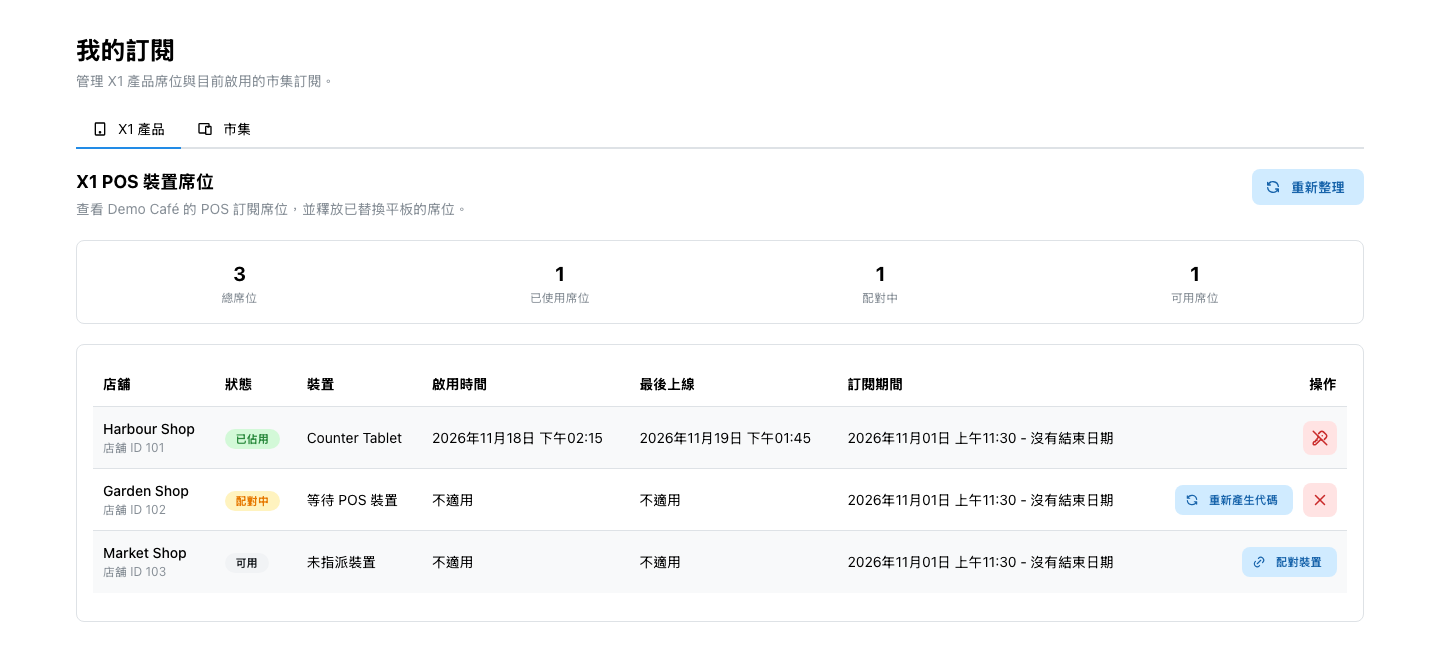 我的訂閱
管理 X1 產品席位與目前啟用的市集訂閱。
X1 產品
市集
X1 POS 裝置席位
重新整理
查看 Demo Café 的 POS 訂閱席位，並釋放已替換平板的席位。
3
總席位
1
已使用席位
1
配對中
1
可用席位
店舖 狀態 裝置 啟用時間 最後上線 訂閱期間 操作
Harbour Shop
店舖 ID 101
已佔用 Counter Tablet 2026年11月18日 下午02:15 2026年11月19日 下午01:45 2026年11月01日 上午11:30 - 沒有結束日期
Garden Shop
店舖 ID 102
配對中 等待 POS 裝置 不適用 不適用 2026年11月01日 上午11:30 - 沒有結束日期 重新產生代碼
Market Shop
店舖 ID 103
可用 未指派裝置 不適用 不適用 2026年11月01日 上午11:30 - 沒有結束日期 配對裝置